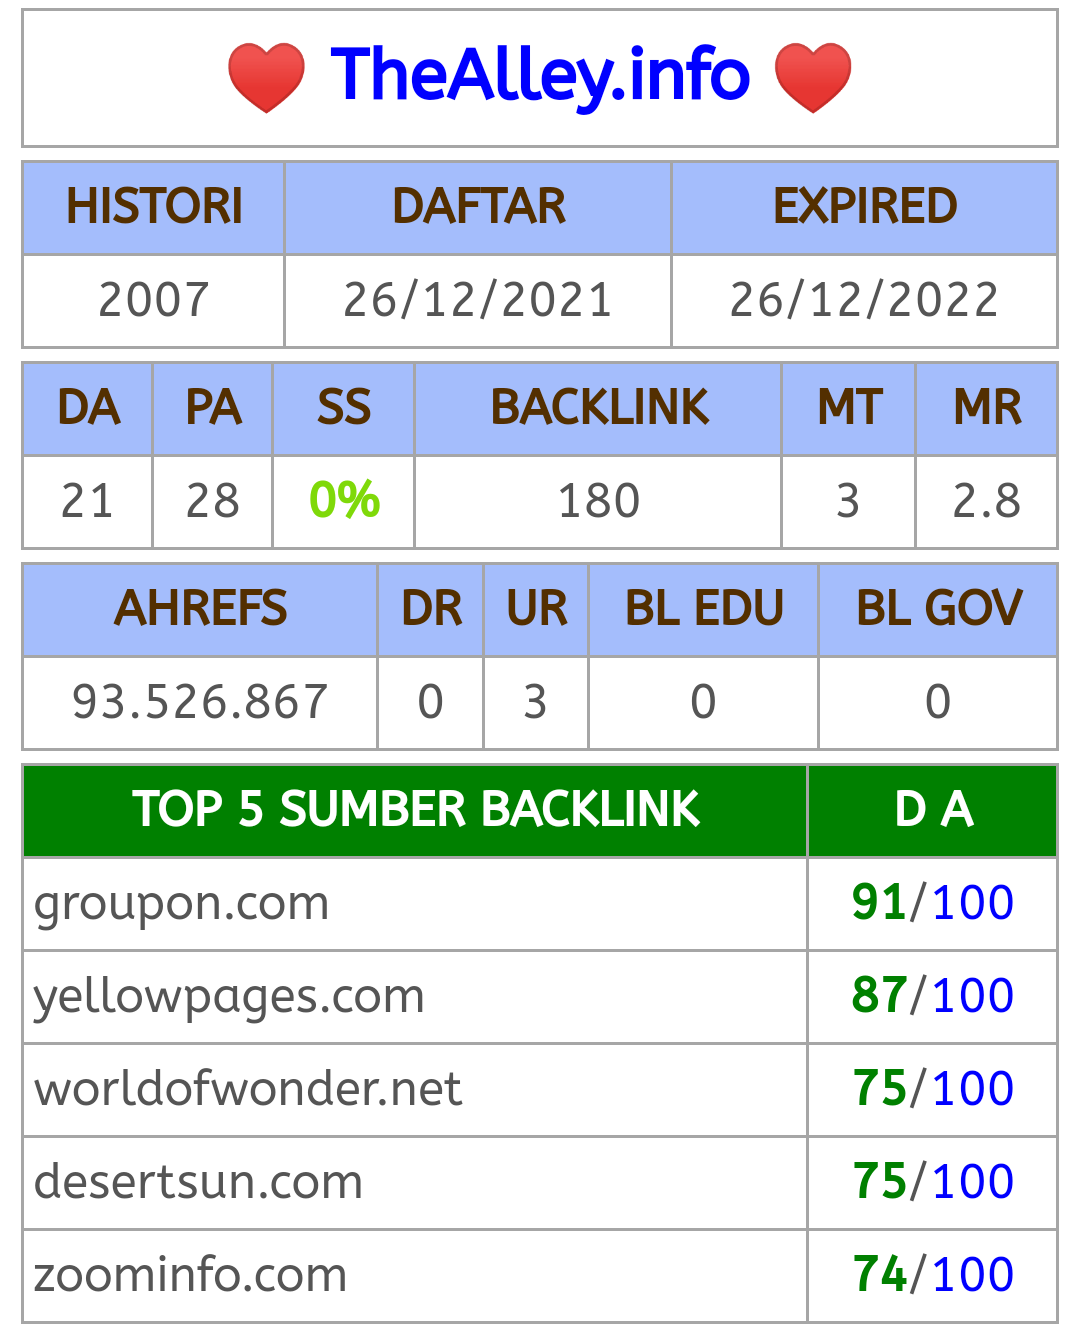 TheAlley.info
HISTORI DAFTAR EXPIRED
2007 26/12/2021 26/12/2022
DA PA SS BACKLINK MT MR
21 28 0% 180 3 2.8
AHREFS DR UR BL EDU BL GOV
93.526.867 0 3 0 0
TOP 5 SUMBER BACKLINK D A
groupon.com 91/100
yellowpages.com 87/100
worldofwonder.net 75/100
desertsun.com 75/100
zoominfo.com 74/100